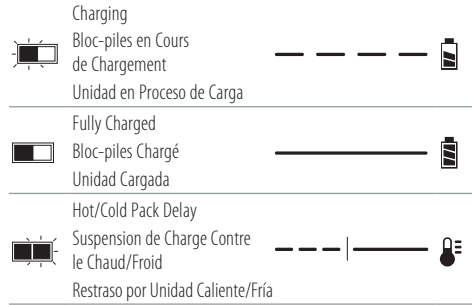 Charging
Bloc-piles en Cours
de Chargement
Unidad en Proceso de Carga
Fully Charged
Bloc-piles Chargé
Unidad Cargada
Hot/Cold Pack Delay
Suspension de Charge Contre
le Chaud/Froid
Restraso por Unidad Caliente/Fría